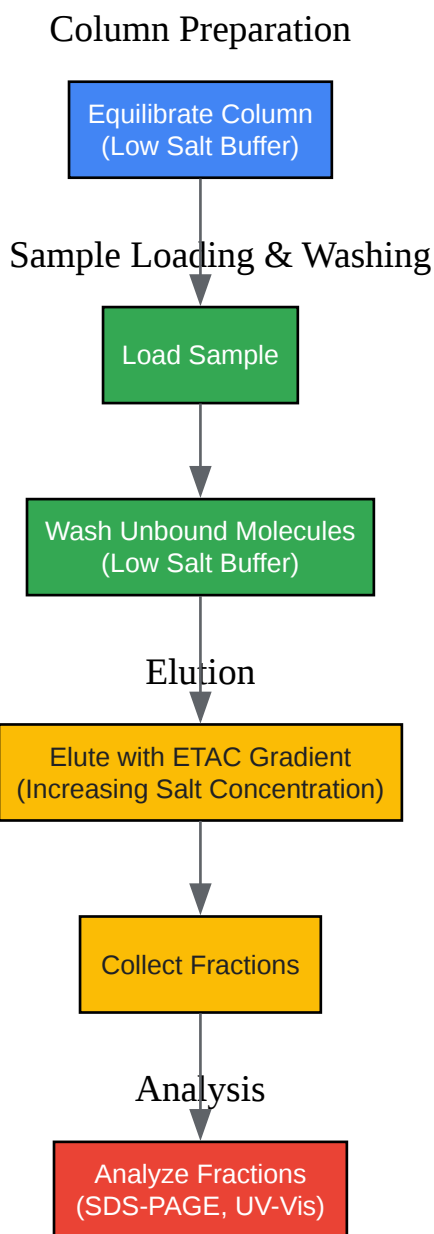 Column Preparation
Equilibrate Column
(Low Salt Buffer)
Sample Loading & Washing
Load Sample
Wash Unbound Molecules
(Low Salt Buffer)
Elution
Elute with ETAC Gradient
(Increasing Salt Concentration)
Collect Fractions
Analysis
Analyze Fractions
(SDS-PAGE, UV-Vis)